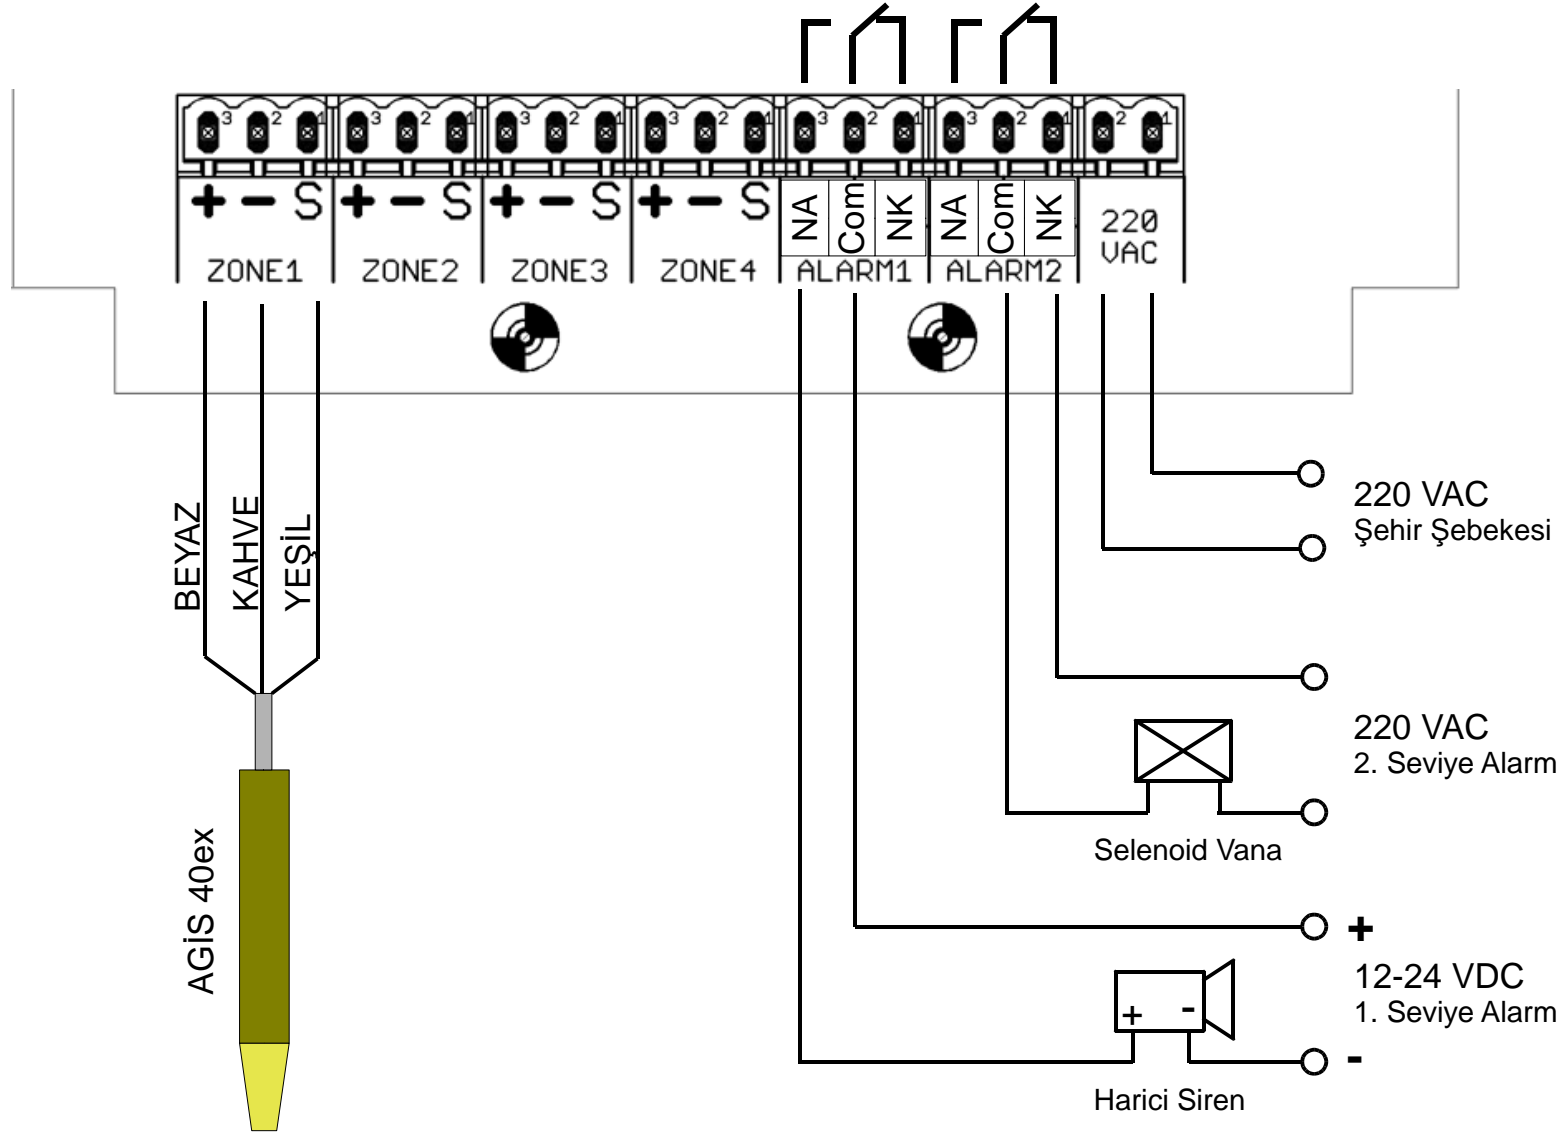 3 2 1 3 2 1 3 2 1 3 2 1 3 2 1 3 2 1 2 1
+ - S + - S + - S + - S NA Com NK NA Com NK 220 VAC
ZONE1 ZONE2 ZONE3 ZONE4 ALARM1 ALARM2
BEYAZ
KAHVE
YEŞİL
AGİS 40ex
220 VAC
Şehir Şebekesi
220 VAC
2. Seviye Alarm
Selenoid Vana
+
12-24 VDC
1. Seviye Alarm
-
+ -
Harici Siren